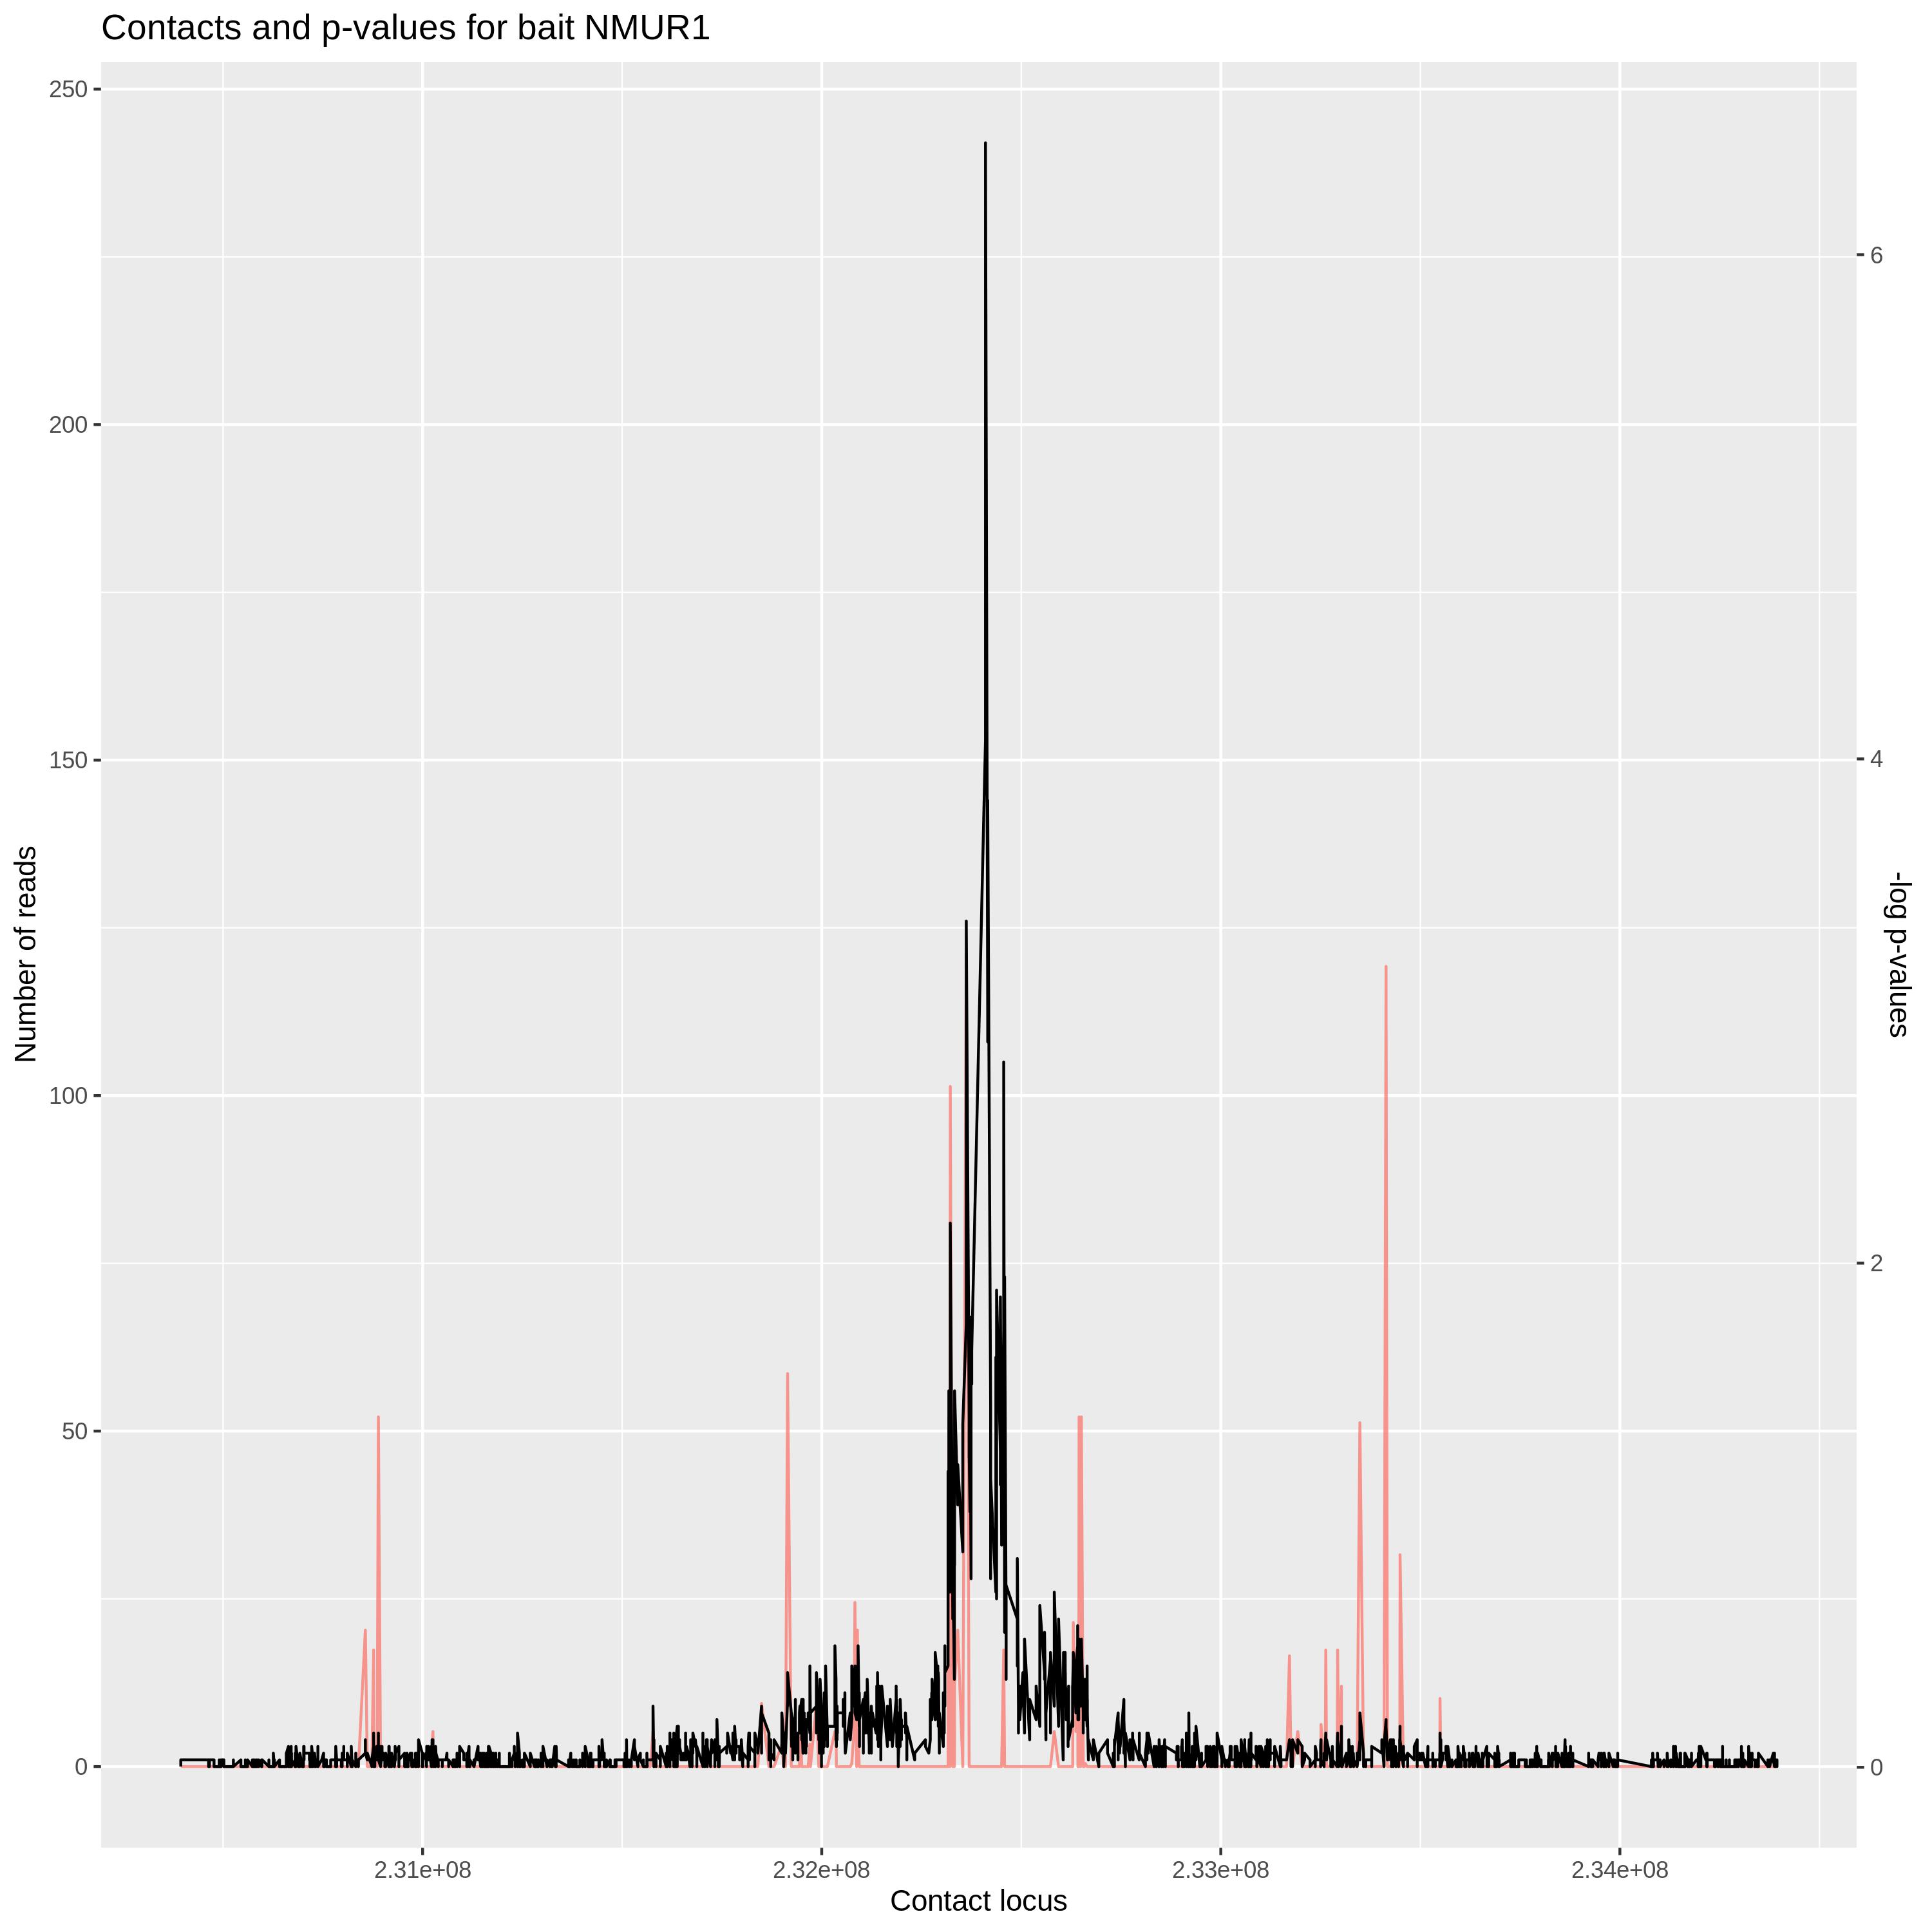 Contacts and p-values for bait NMUR1
250
200
150
100
50
0
Number of reads
6
4
2
0
-log p-values
2.31e+08
2.32e+08
2.33e+08
2.34e+08
Contact locus